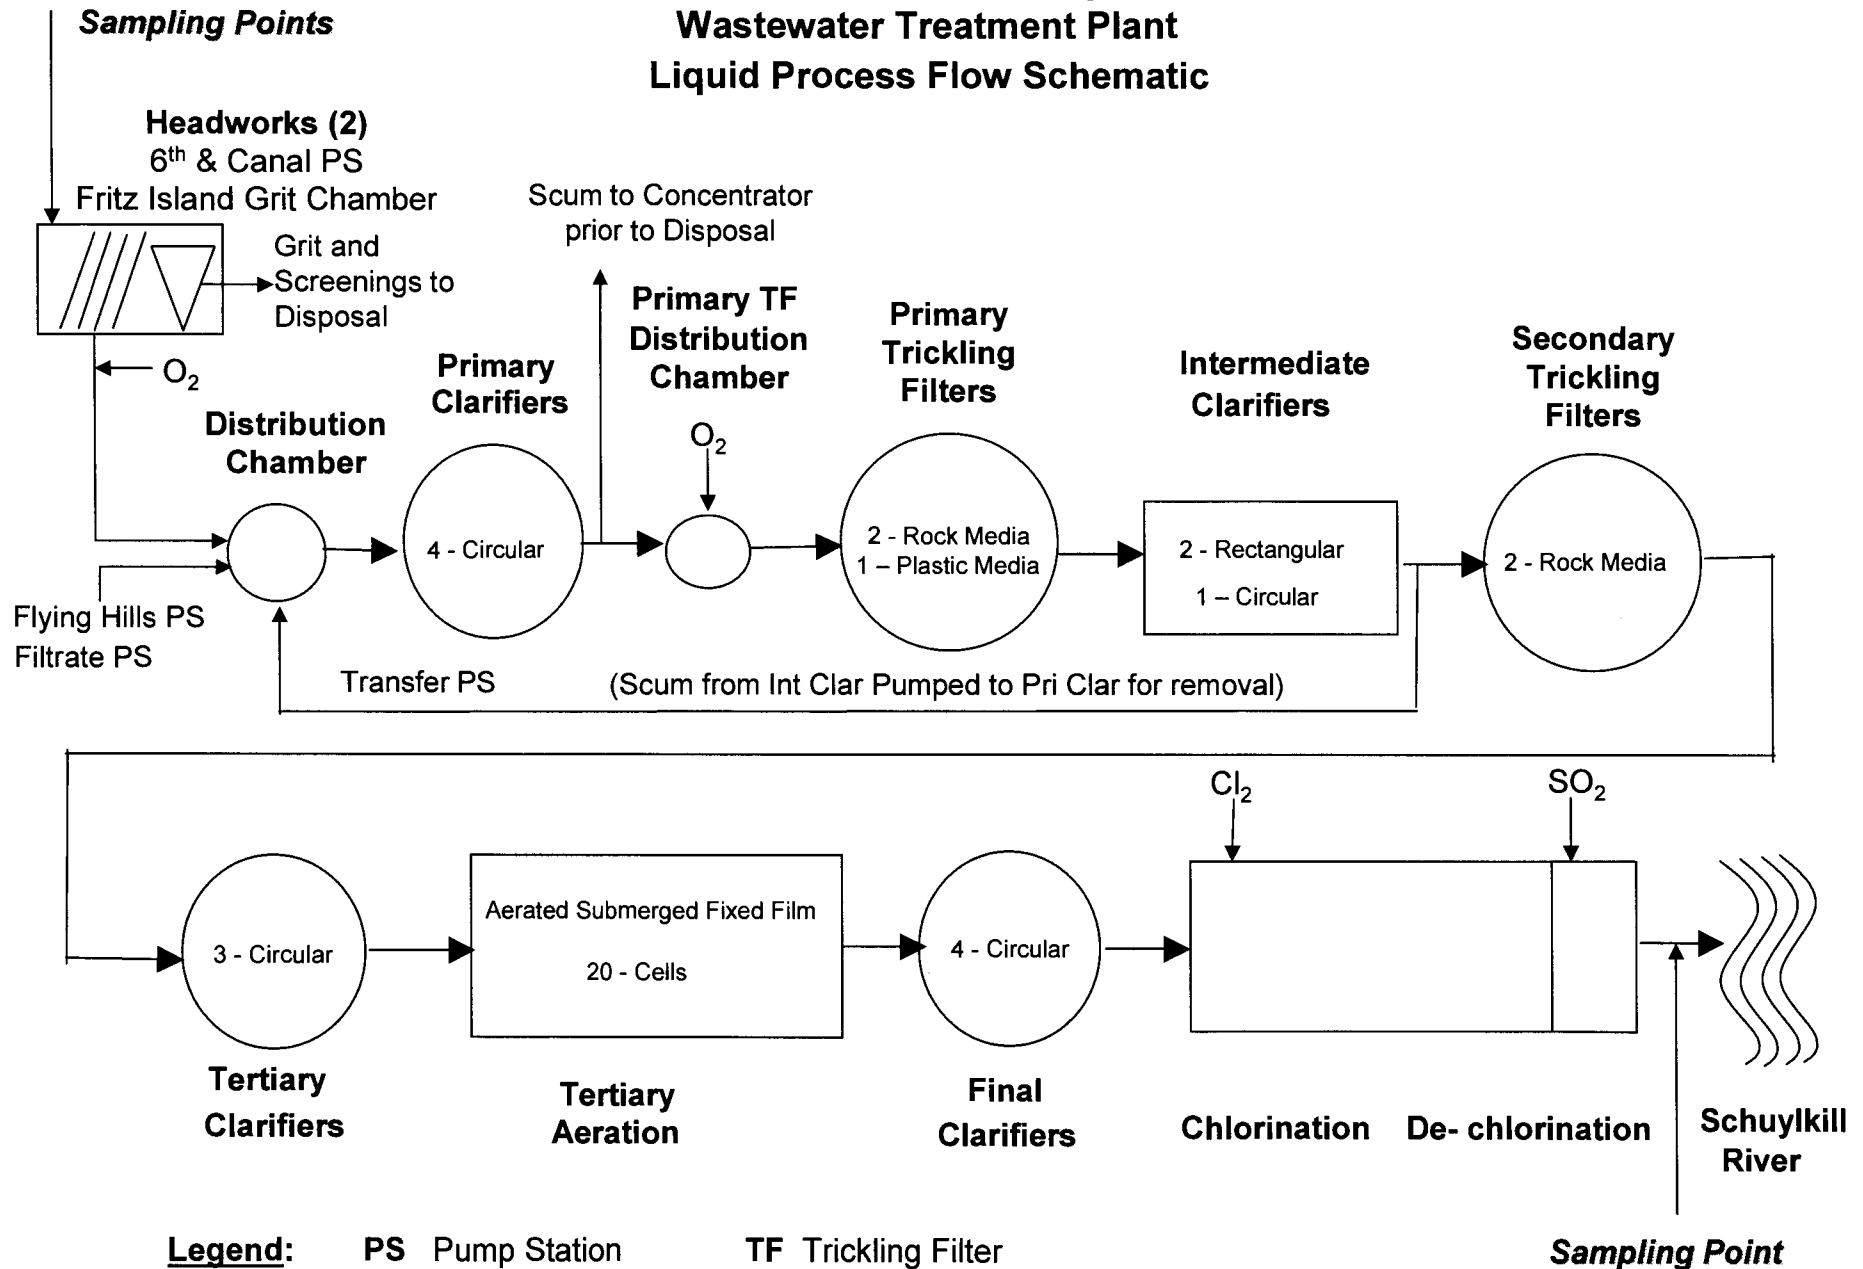 Sampling Points
Wastewater Treatment Plant
Liquid Process Flow Schematic
Headworks (2)
6th & Canal PS
Fritz Island Grit Chamber
Grit and
Screenings to
Disposal
O2
Scum to Concentrator
prior to Disposal
Distribution
Chamber
Primary
Clarifiers
4 - Circular
Primary TF
Distribution
Chamber
O2
Primary
Trickling
Filters
2 - Rock Media
1 – Plastic Media
Intermediate
Clarifiers
2 - Rectangular
1 – Circular
Secondary
Trickling
Filters
2 - Rock Media
Flying Hills PS
Filtrate PS
Transfer PS
(Scum from Int Clar Pumped to Pri Clar for removal)
3 - Circular
Tertiary
Clarifiers
Aerated Submerged Fixed Film
20 - Cells
Tertiary
Aeration
4 - Circular
Final
Clarifiers
Cl2
SO2
Chlorination
De- chlorination
Schuylkill
River
Legend: PS Pump Station TF Trickling Filter
Sampling Point